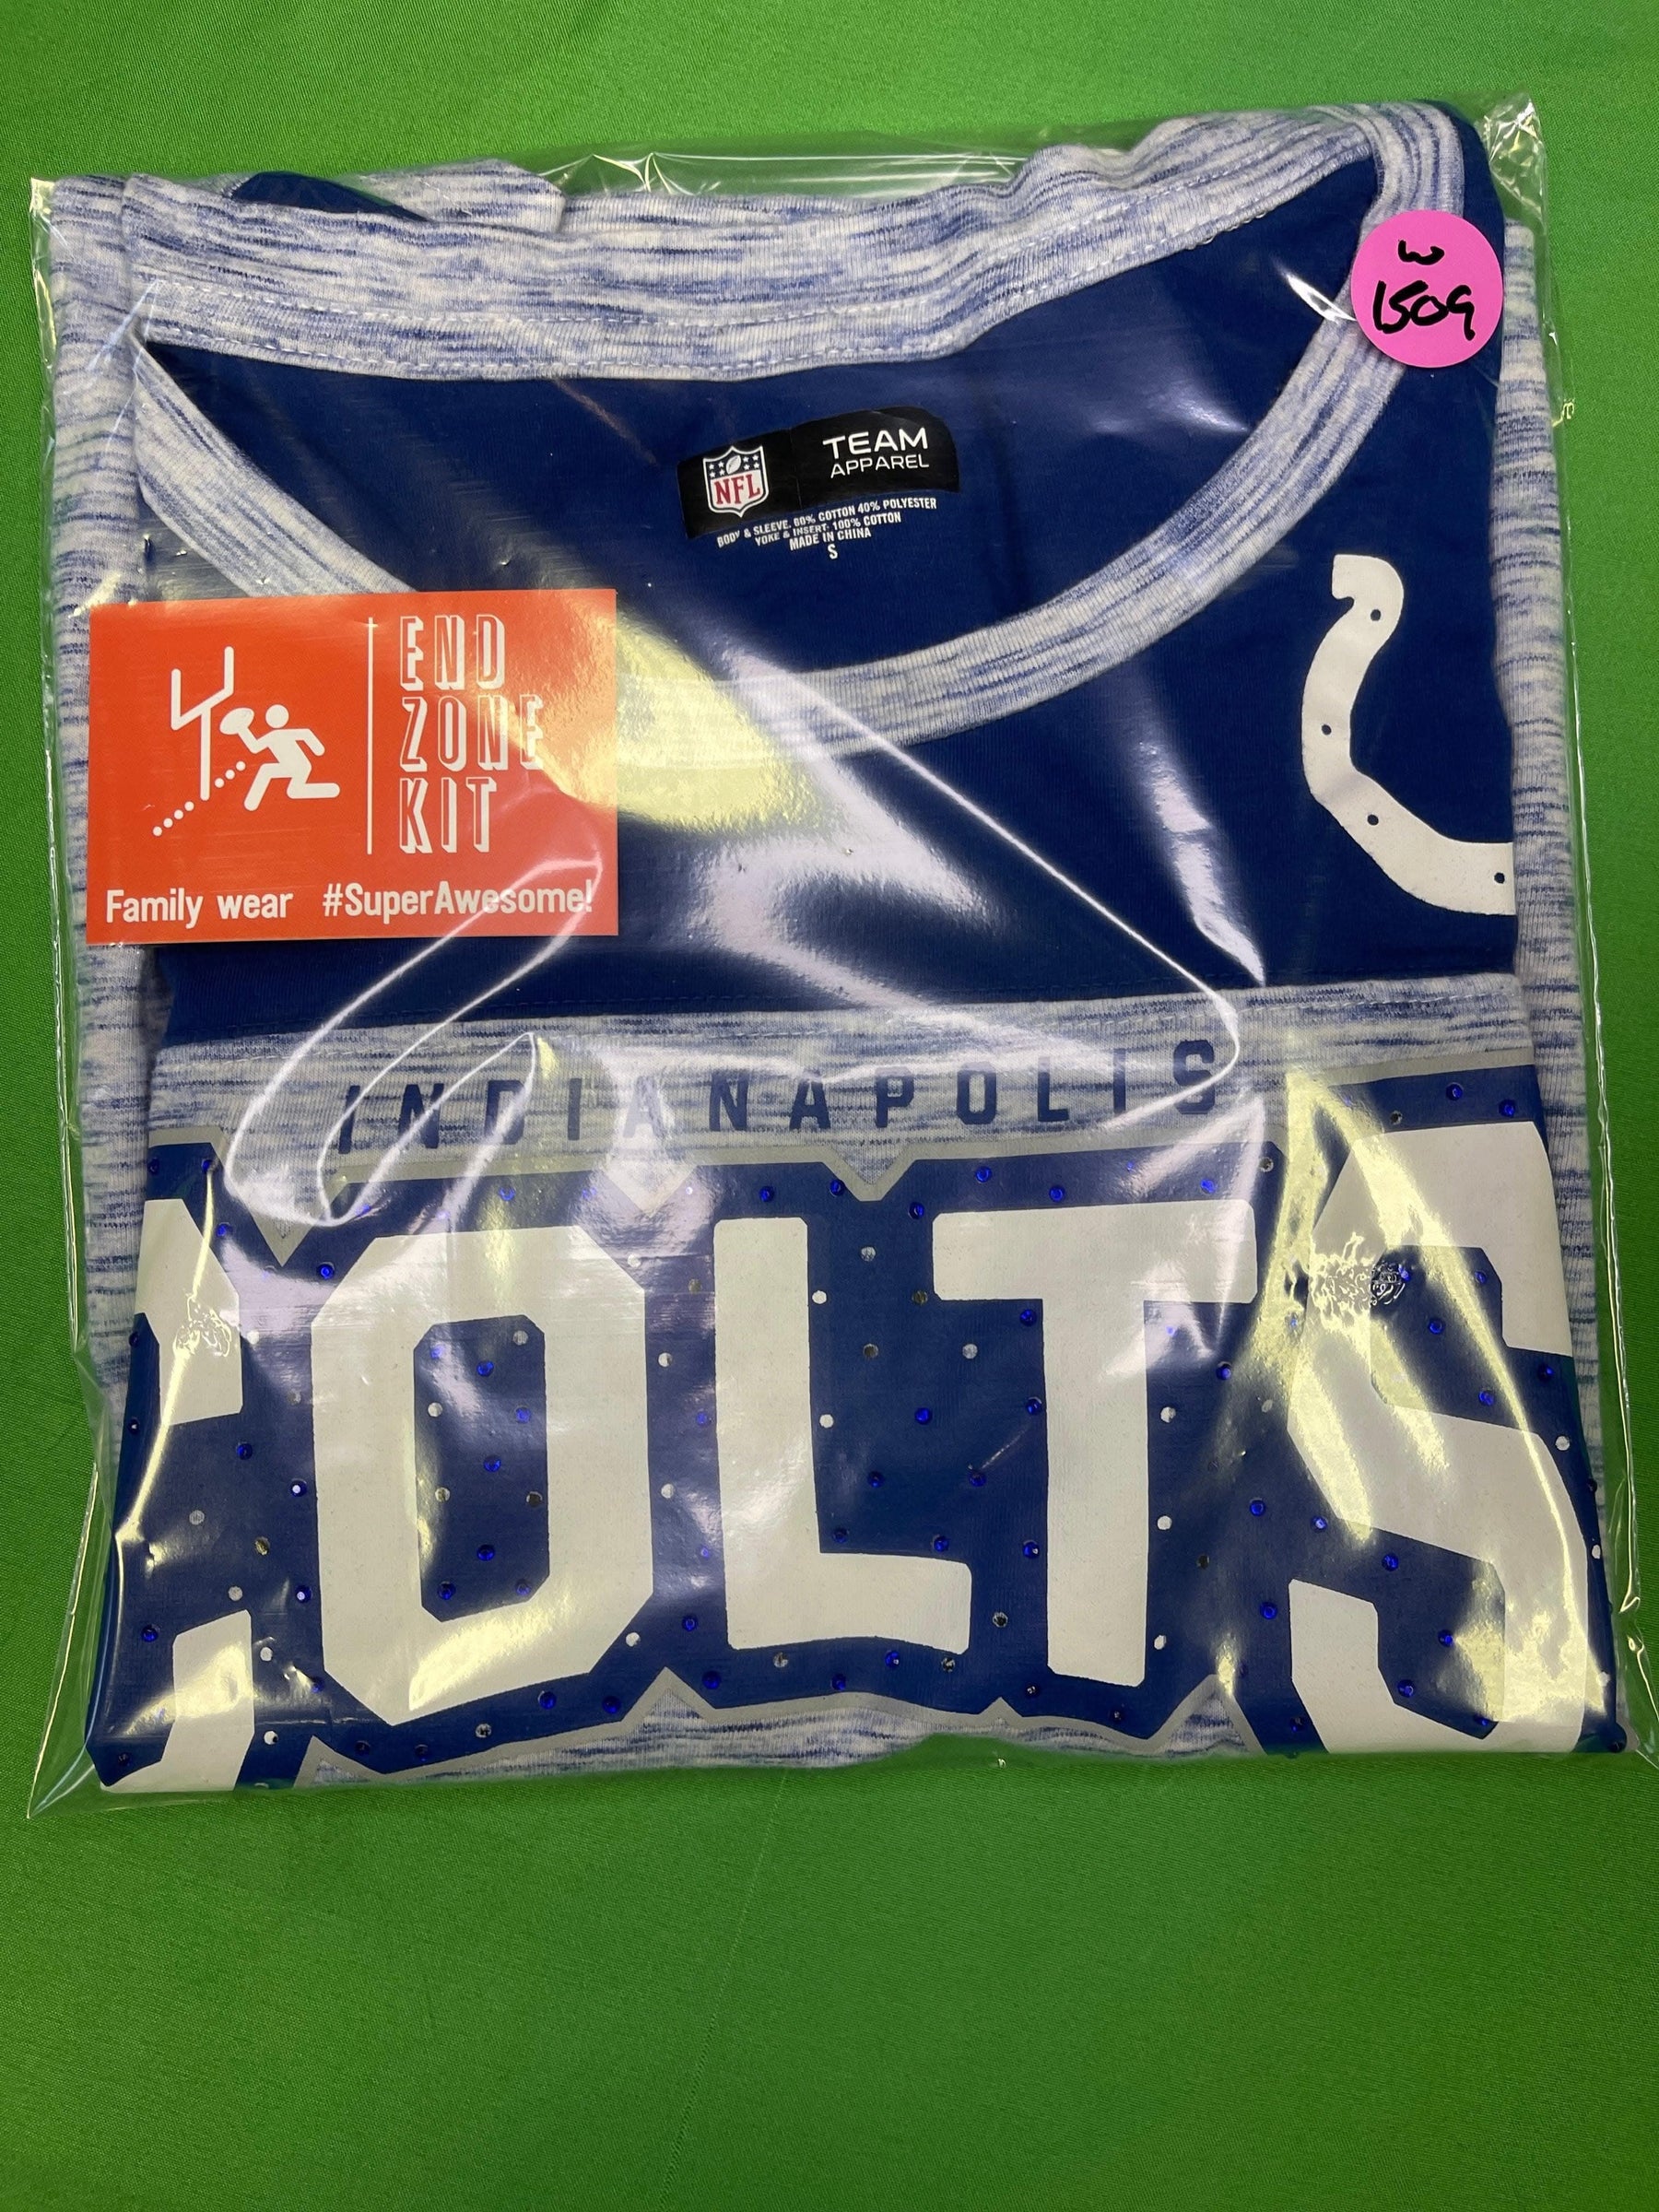 W
1509
NFL
TEAM
APPAREL
BODY & SLEEVE. 60% COTTON 40% POLYESTER
YOKE & INSERT. 100% COTTON
MADE IN CHINA
S
END
ZONE
KIT
Family wear #SuperAwesome!
INDIANAPOLIS
COLTS